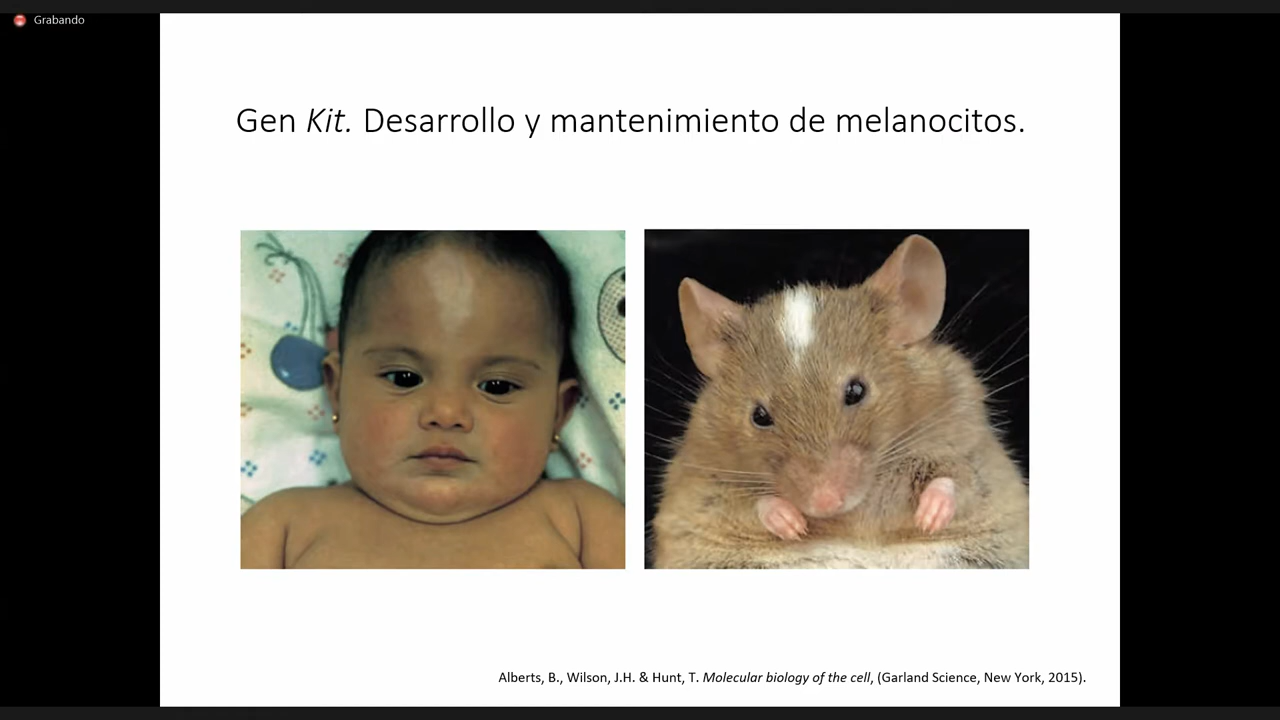 Grabando
Gen Kit. Desarrollo y mantenimiento de melanocitos.
Alberts, B., Wilson, J.H. & Hunt, T. Molecular biology of the cell, (Garland Science, New York, 2015).